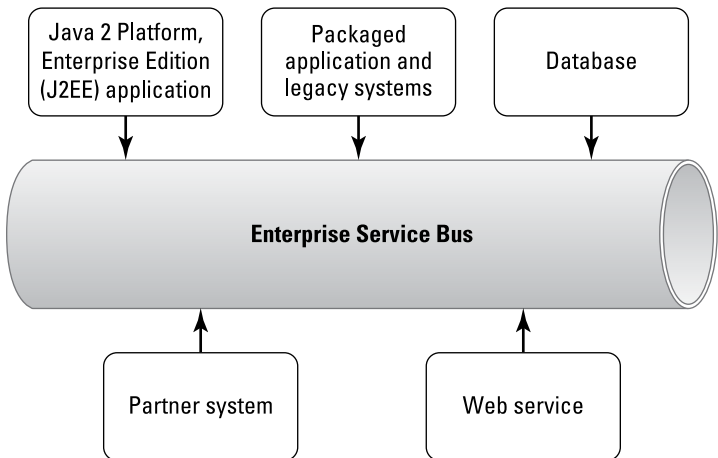 Java 2 Platform,
Enterprise Edition
(J2EE) application
Packaged
application and
legacy systems
Database
Enterprise Service Bus
Partner system
Web service